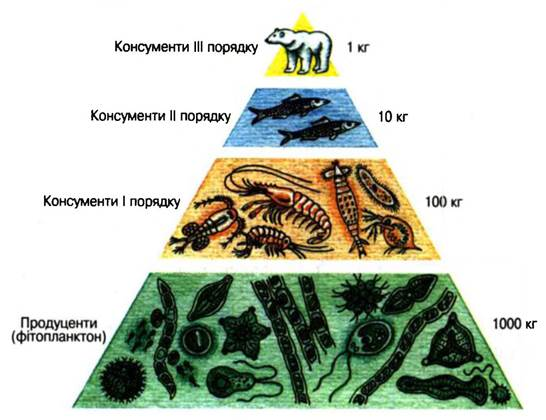 Консументи III порядку
1 кг
Консументи II порядку
10 кг
Консументи I порядку
100 кг
Продуценти
(фітопланктон)
1000 кг